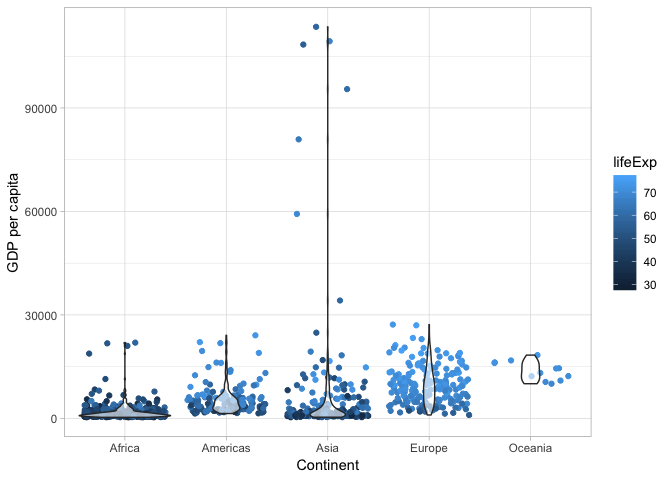 GDP per capita
90000
60000
30000
0
Africa Americas Asia Europe Oceania
Continent
lifeExp
70
60
50
40
30